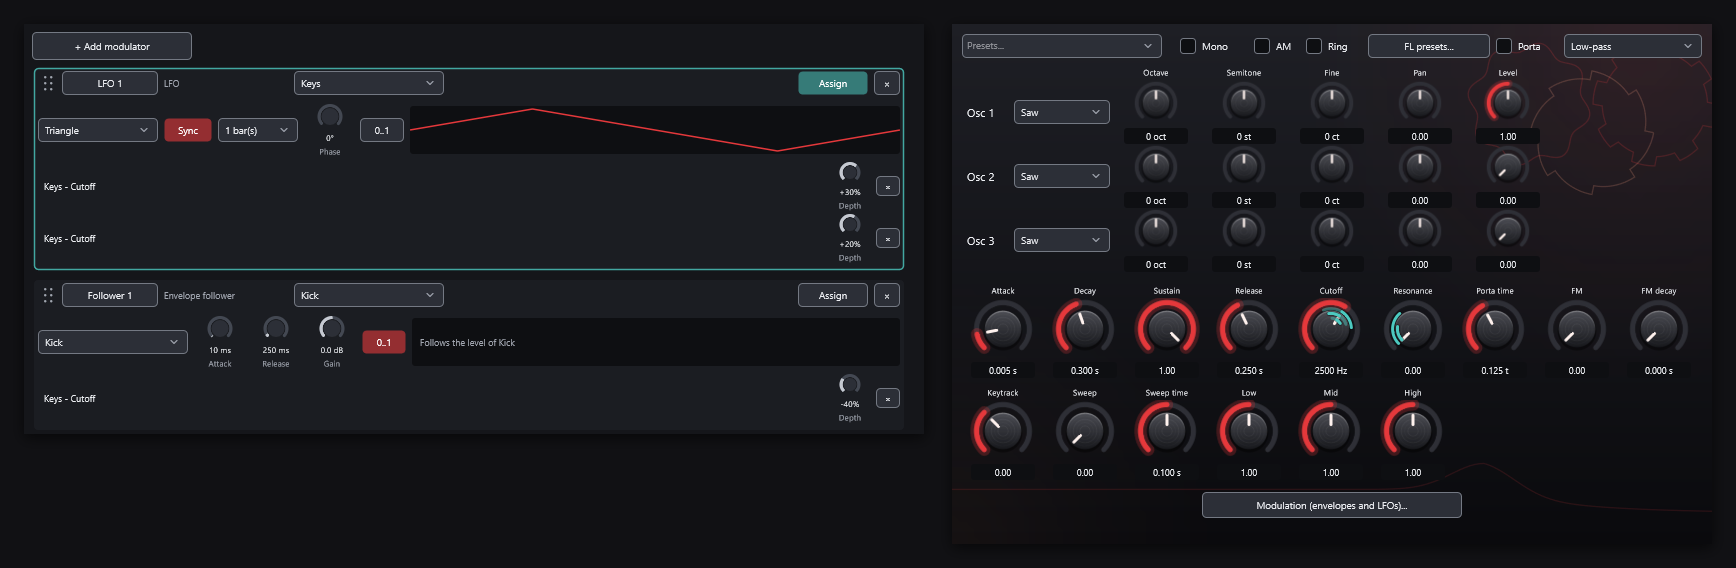 + Add modulator
LFO 1 LFO Keys Assign ×
Triangle Sync 1 bar(s) 0° Phase 0..1
Keys - Cutoff +30% Depth ×
Keys - Cutoff +20% Depth ×
Follower 1 Envelope follower Kick Assign ×
Kick 10 ms Attack 250 ms Release 0.0 dB Gain 0..1 Follows the level of Kick
Keys - Cutoff -40% Depth ×
Presets... Mono AM Ring FL presets... Porta Low-pass
Octave Semitone Fine Pan Level
Osc 1 Saw
0 oct 0 st 0 ct 0.00 1.00
Osc 2 Saw
0 oct 0 st 0 ct 0.00 0.00
Osc 3 Saw
0 oct 0 st 0 ct 0.00 0.00
Attack Decay Sustain Release Cutoff Resonance Porta time FM FM decay
0.005 s 0.300 s 1.00 0.250 s 2500 Hz 0.00 0.125 t 0.00 0.000 s
Keytrack Sweep Sweep time Low Mid High
0.00 0.00 0.100 s 1.00 1.00 1.00
Modulation (envelopes and LFOs)...